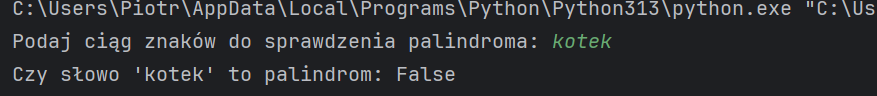 C:\Users\Piotr\AppData\Local\Programs\Python\Python313\python.exe "C:\Us
Podaj ciąg znaków do sprawdzenia palindroma: kotek
Czy słowo 'kotek' to palindrom: False